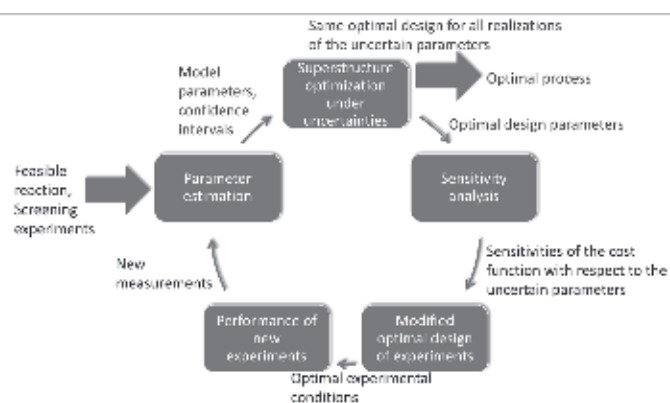 Same optimal design for all realizations
of the uncertain parameters
Superstructure
optimization
under
uncertainties
Optimal process
Model
parameters,
confidence
intervals
Optimal design parameters
Feasible
reaction,
Screening
experiments
Parameter
estimation
Sensitivity
analysis
Sensitivities of the cost
function with respect to the
uncertain parameters
New
measurements
Performance of
new
experiments
Modified
optimal design
of experiments
Optimal experimental
conditions